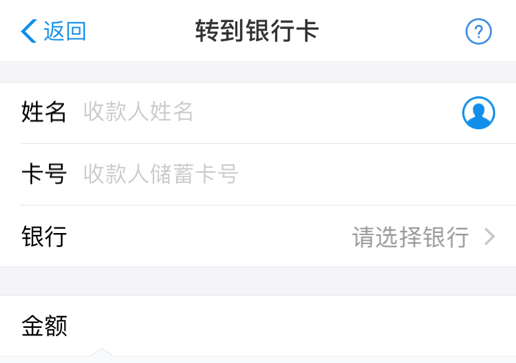 返回 转到银行卡 ?
姓名 收款人姓名
卡号 收款人储蓄卡号
银行 请选择银行
金额